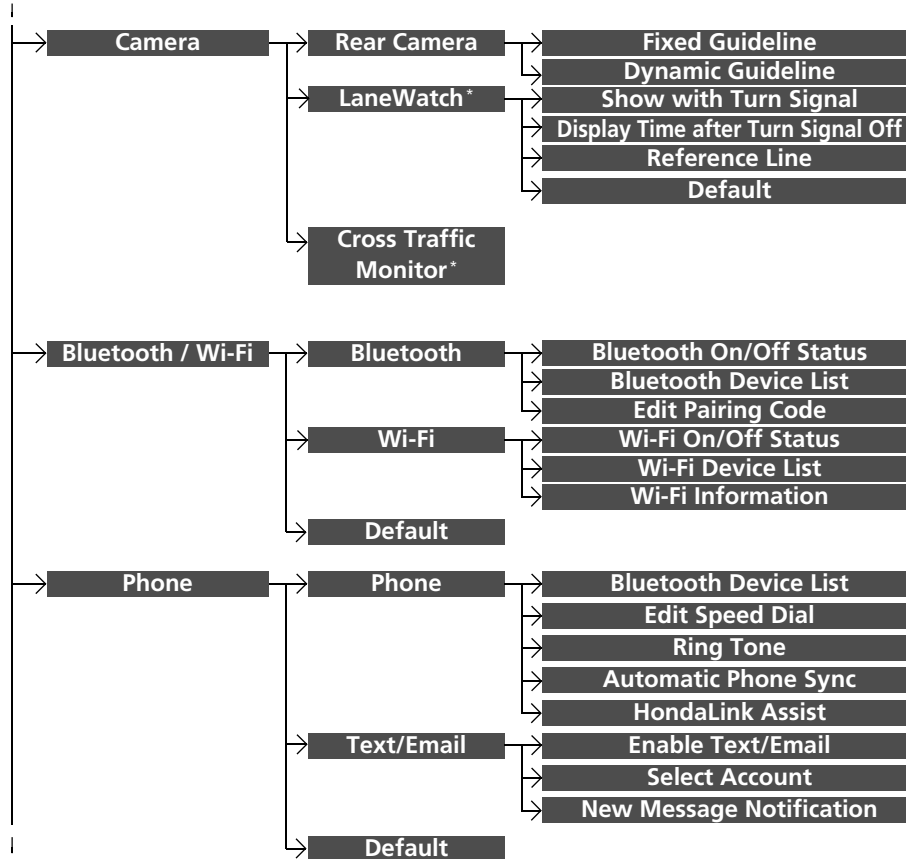 Camera
Rear Camera
Fixed Guideline
Dynamic Guideline
LaneWatch*
Show with Turn Signal
Display Time after Turn Signal Off
Reference Line
Default
Cross Traffic
Monitor*
Bluetooth / Wi-Fi
Bluetooth
Bluetooth On/Off Status
Bluetooth Device List
Edit Pairing Code
Wi-Fi
Wi-Fi On/Off Status
Wi-Fi Device List
Wi-Fi Information
Default
Phone
Phone
Bluetooth Device List
Edit Speed Dial
Ring Tone
Automatic Phone Sync
HondaLink Assist
Text/Email
Enable Text/Email
Select Account
New Message Notification
Default